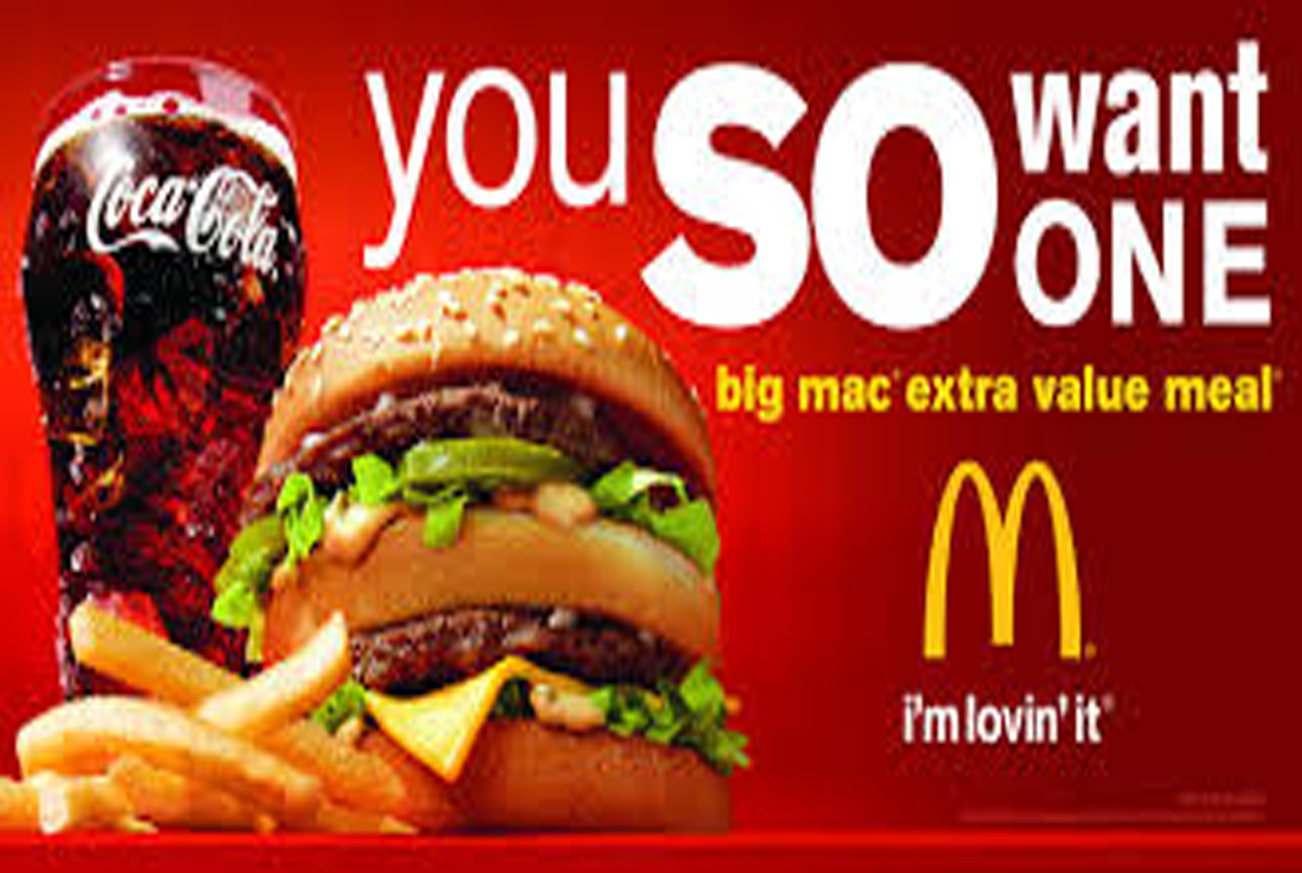 Coca-Cola
you SO want
ONE
big mac® extra value meal®
M
i'm lovin' it®